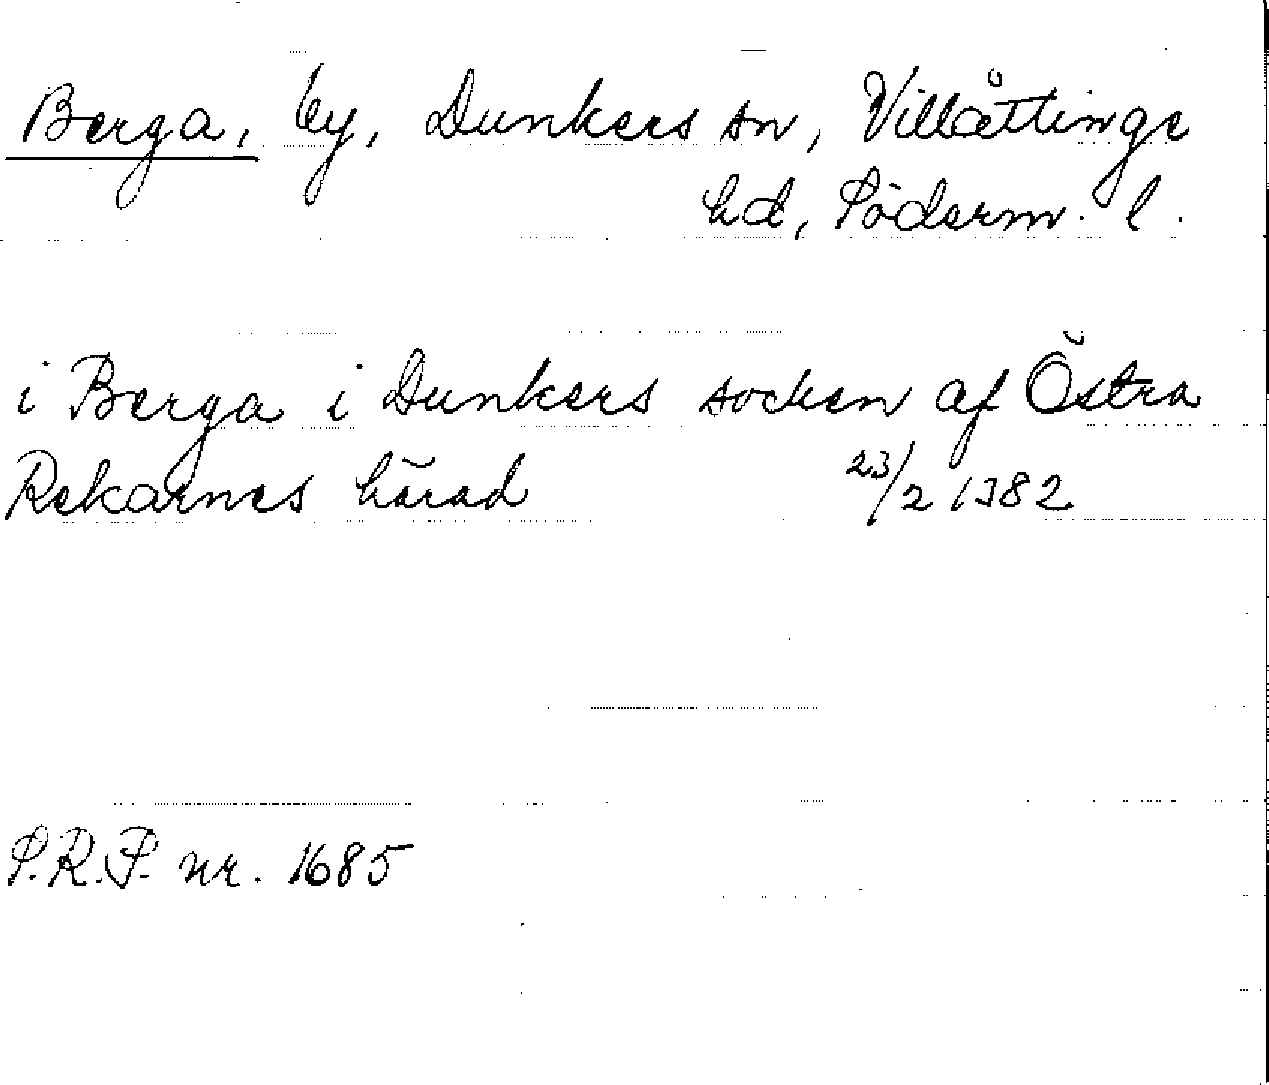 Berga, by, Dunkers sn, Villåttinge
hd, Söderm. l.
i Berga i Dunkers socken af Östra
Rekarnes härad 23/2 1382
S.R.P. nr. 1685